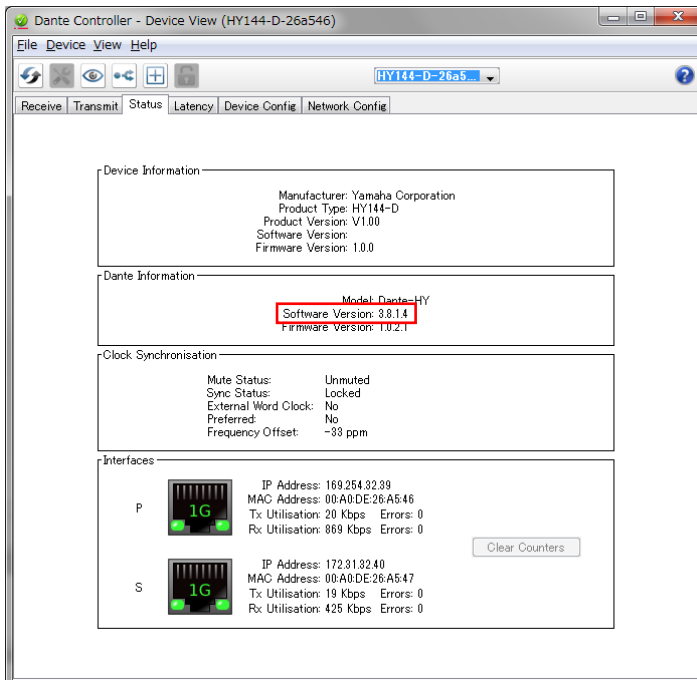 Dante Controller - Device View (HY144-D-26a546)
File Device View Help
HY144-D-26a5...
Receive Transmit Status Latency Device Config Network Config
Device Information
Manufacturer: Yamaha Corporation
Product Type: HY144-D
Product Version: V1.00
Software Version:
Firmware Version: 1.0.0
Dante Information
Model: Dante-HY
Software Version: 3.8.1.4
Firmware Version: 1.0.2.1
Clock Synchronisation
Mute Status: Unmuted
Sync Status: Locked
External Word Clock: No
Preferred: No
Frequency Offset: -33 ppm
Interfaces
P
1G
IP Address: 169.254.32.39
MAC Address: 00:A0:DE:26:A5:46
Tx Utilisation: 20 Kbps Errors: 0
Rx Utilisation: 869 Kbps Errors: 0
Clear Counters
S
1G
IP Address: 172.31.32.40
MAC Address: 00:A0:DE:26:A5:47
Tx Utilisation: 19 Kbps Errors: 0
Rx Utilisation: 425 Kbps Errors: 0